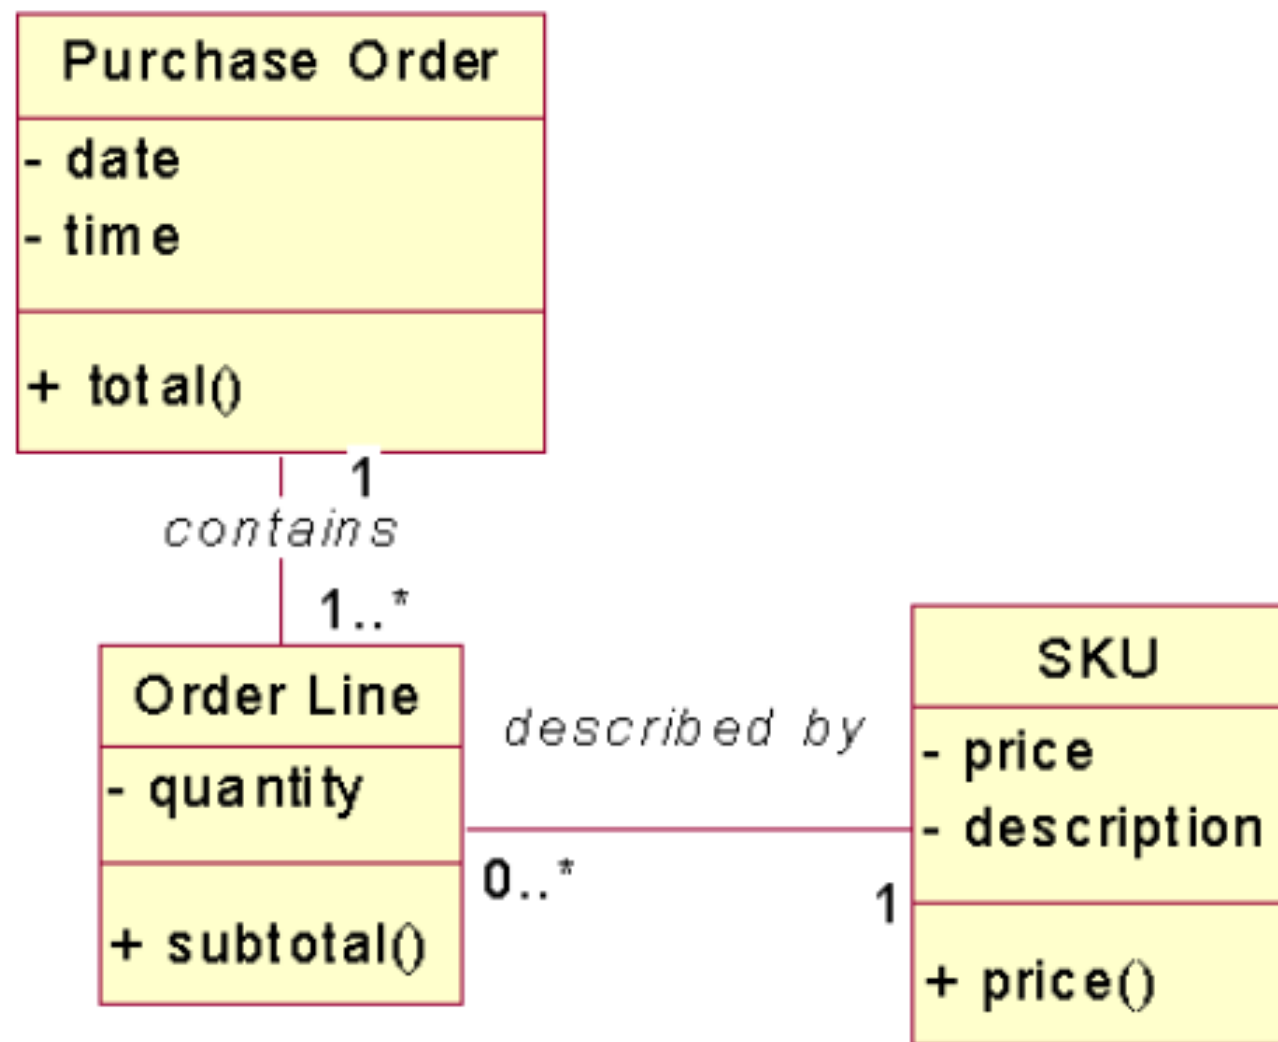 Purchase Order
- date
- time
+ total()
1
contains
1..*
Order Line
- quantity
+ subtotal()
described by
0..*
1
SKU
- price
- description
+ price()